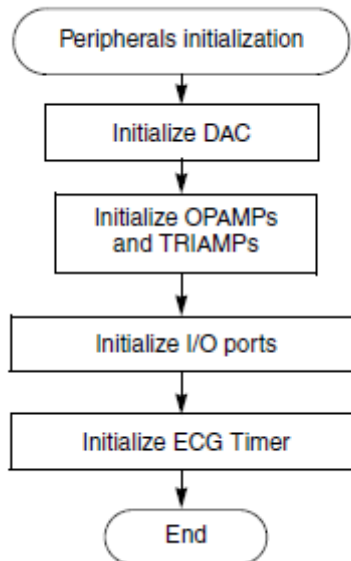 Peripherals initialization
Initialize DAC
Initialize OPAMPs
and TRIAMPs
Initialize I/O ports
Initialize ECG Timer
End